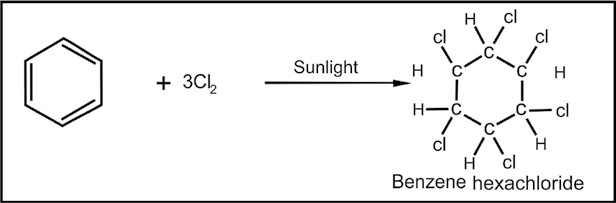 + 3Cl₂
Sunlight
H cl
cl C cl
H C C H
H C C cl
cl C H
H cl
Benzene hexachloride